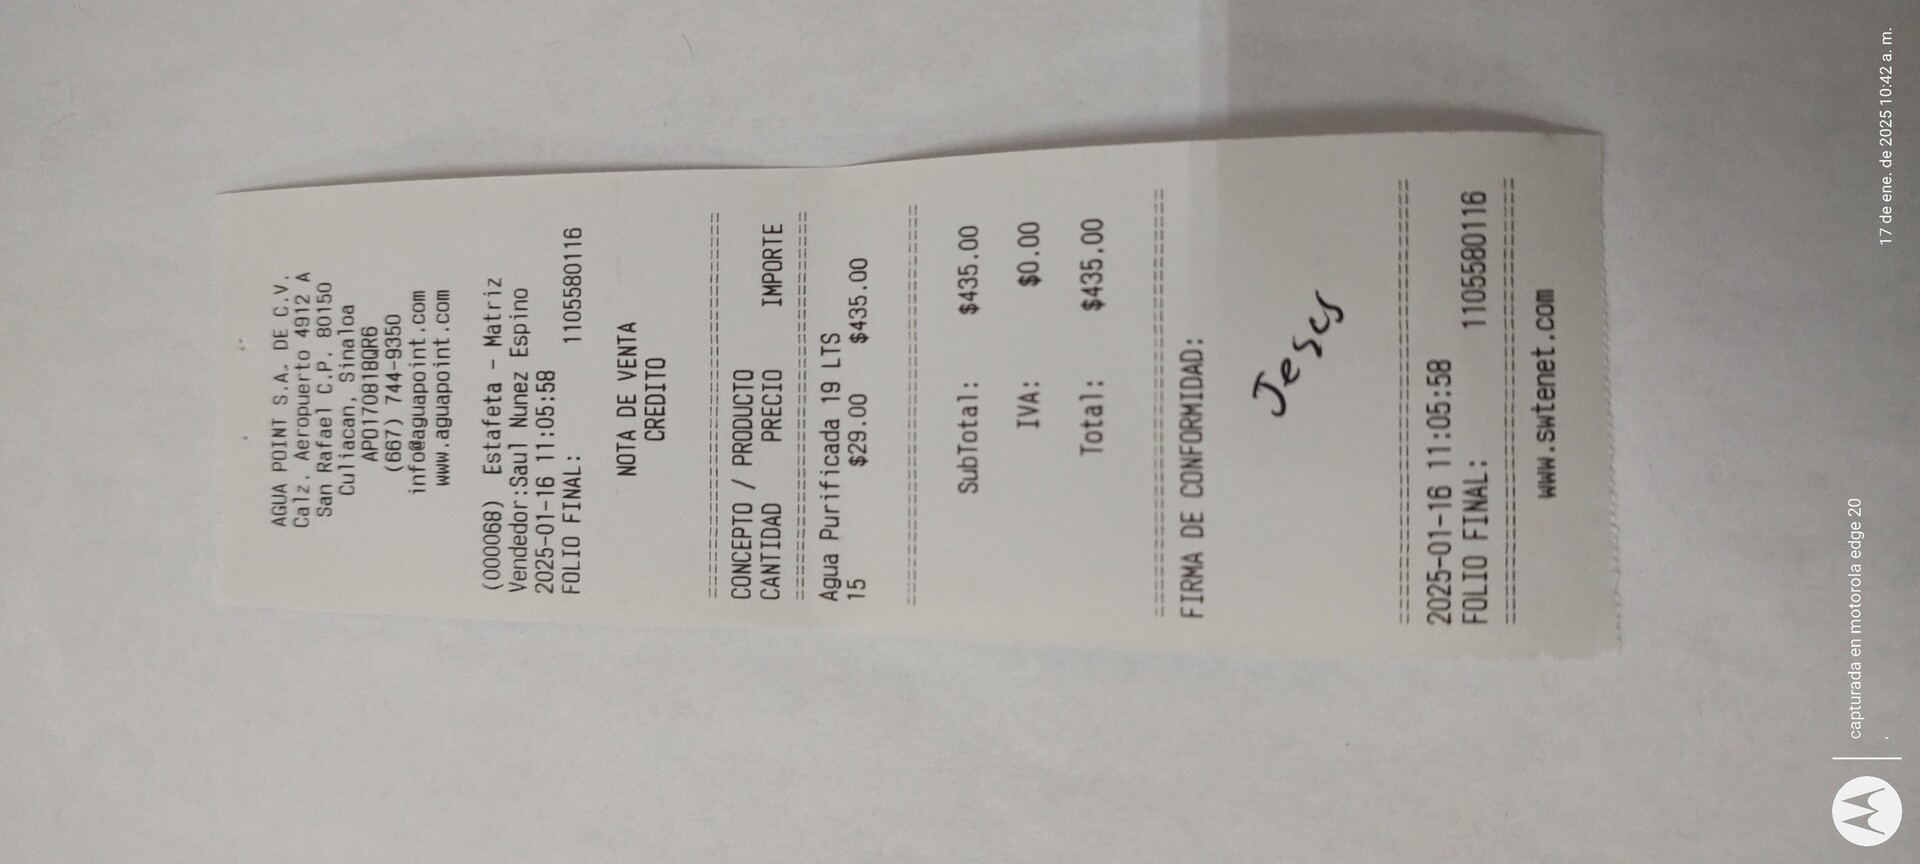 AGUA POINT S.A. DE C.V.
Calz. Aeropuerto 4912 A
San Rafael C.P. 80150
Culiacan, Sinaloa
APO170818QR6
(667) 744-9350
info@aguapoint.com
www.aguapoint.com
(000068) Estafeta - Matriz
Vendedor:Saul Nunez Espino
2025-01-16 11:05:58
FOLIO FINAL: 1105580116
NOTA DE VENTA
CREDITO
==============================
CONCEPTO / PRODUCTO
CANTIDAD PRECIO IMPORTE
==============================
Agua Purificada 19 LTS
15 $29.00 $435.00
==============================
SubTotal: $435.00
IVA: $0.00
Total: $435.00
==============================
FIRMA DE CONFORMIDAD:
==============================
2025-01-16 11:05:58
FOLIO FINAL: 1105580116
==============================
www.swtenet.com
capturada en motorola edge 20
17 de ene. de 2025 10:42 a. m.